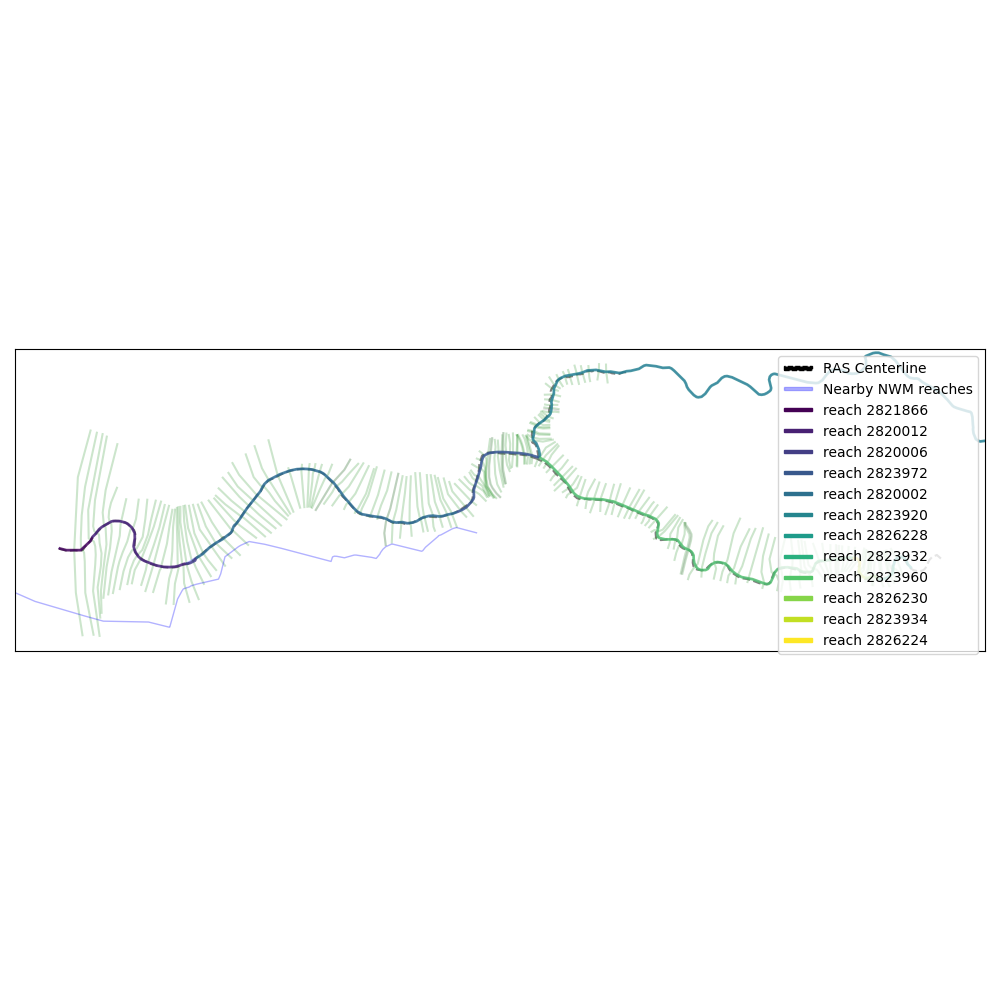 RAS Centerline
Nearby NWM reaches
reach 2821866
reach 2820012
reach 2820006
reach 2823972
reach 2820002
reach 2823920
reach 2826228
reach 2823932
reach 2823960
reach 2826230
reach 2823934
reach 2826224